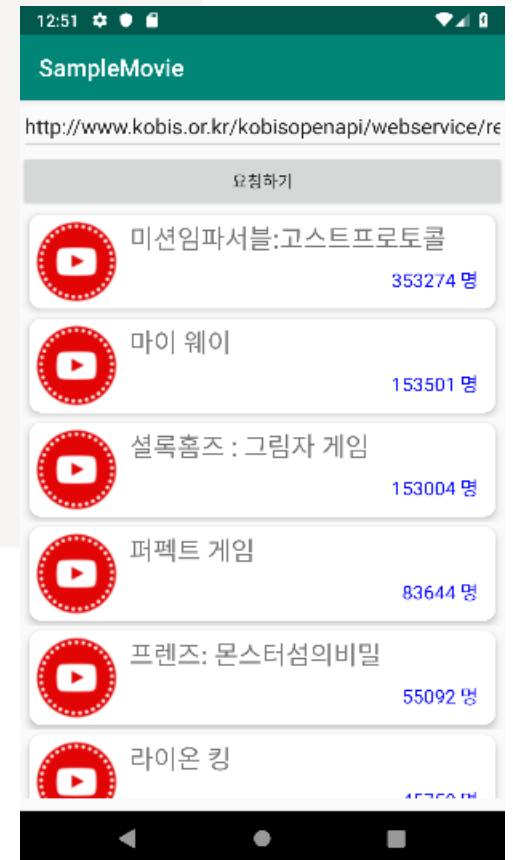 12:51
SampleMovie
http://www.kobis.or.kr/kobisopenapi/webservice/re
요청하기
미션임파서블:고스트프로토콜
353274 명
마이 웨이
153501 명
셜록홈즈 : 그림자 게임
153004 명
퍼펙트 게임
83644 명
프렌즈: 몬스터섬의비밀
55092 명
라이온 킹